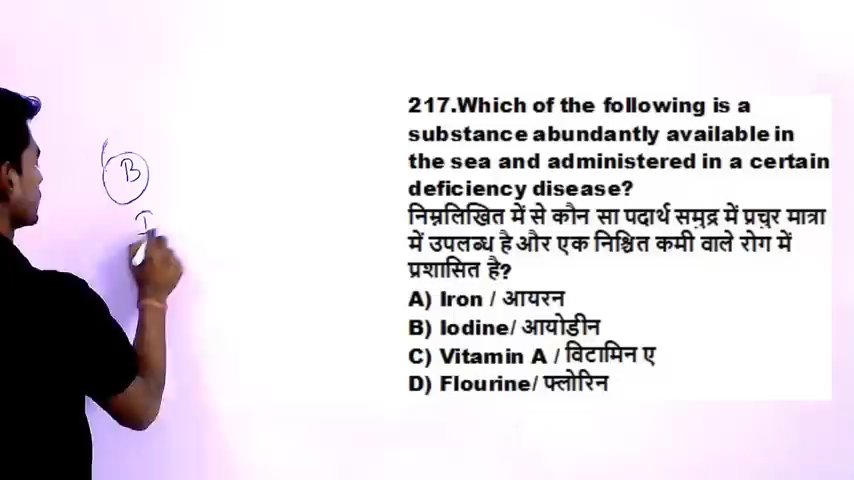 B
I
217.Which of the following is a
substance abundantly available in
the sea and administered in a certain
deficiency disease?
निम्नलिखित में से कौन सा पदार्थ समुद्र में प्रचुर मात्रा
में उपलब्ध है और एक निश्चित कमी वाले रोग में
प्रशासित है?
A) Iron / आयरन
B) Iodine/ आयोडीन
C) Vitamin A / विटामिन ए
D) Flourine/ फ्लोरिन